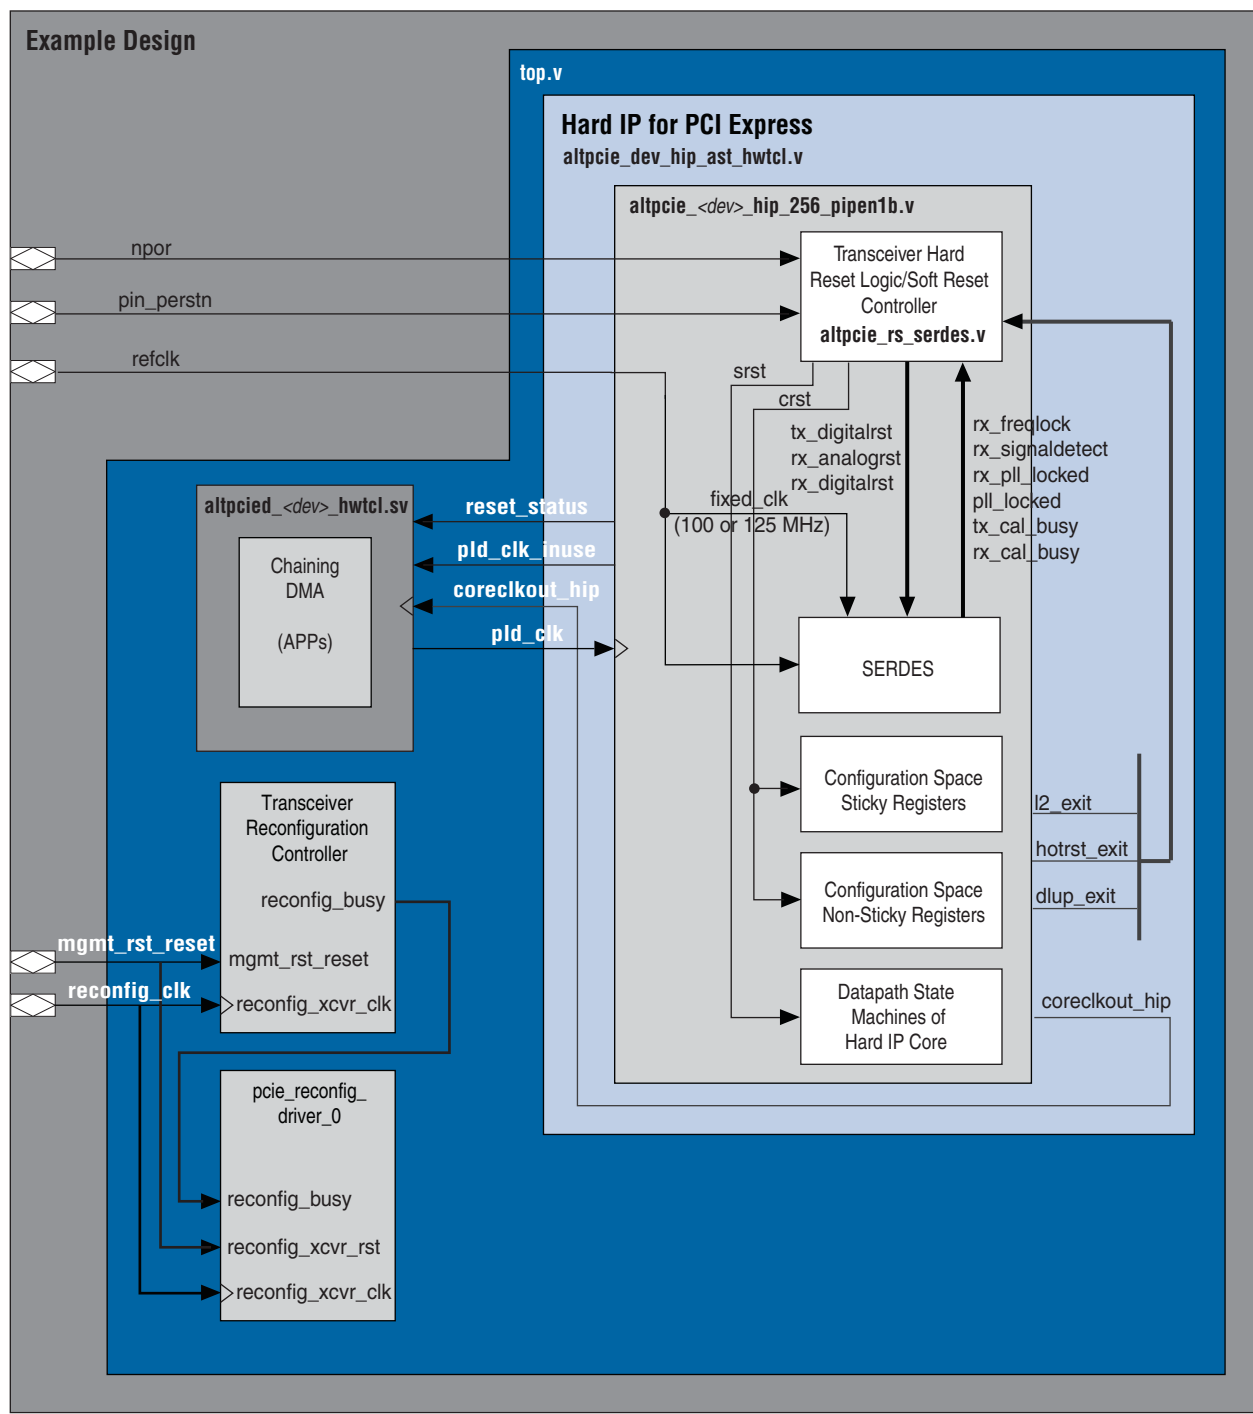 Example Design
top.v
Hard IP for PCI Express
altpcie_dev_hip_ast_hwtcl.v
altpcie_<dev>_hip_256_pipen1b.v
npor
pin_perstn
refclk
Transceiver Hard
Reset Logic/Soft Reset
Controller
altpcie_rs_serdes.v
srst
crst
tx_digitalrst
rx_analogrst
rx_digitalrst
rx_freqlock
rx_signaldetect
rx_pll_locked
pll_locked
tx_cal_busy
rx_cal_busy
fixed_clk
(100 or 125 MHz)
altpcied_<dev>_hwtcl.sv
Chaining
DMA
(APPs)
reset_status
pld_clk_inuse
coreclkout_hip
pld_clk
SERDES
Configuration Space
Sticky Registers
Configuration Space
Non-Sticky Registers
Datapath State
Machines of
Hard IP Core
l2_exit
hotrst_exit
dlup_exit
coreclkout_hip
Transceiver
Reconfiguration
Controller
reconfig_busy
mgmt_rst_reset
mgmt_rst_reset
reconfig_clk
reconfig_xcvr_clk
pcie_reconfig_
driver_0
reconfig_busy
reconfig_xcvr_rst
reconfig_xcvr_clk